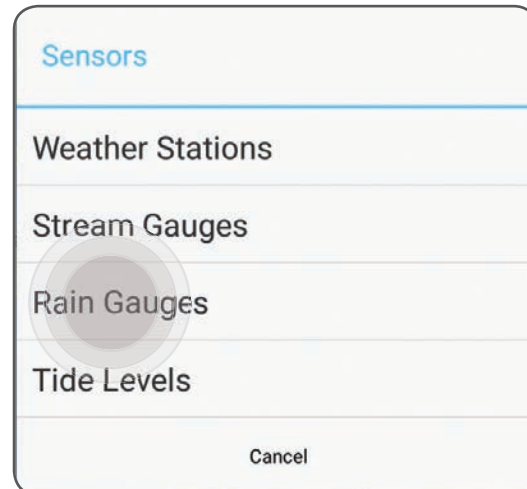 Sensors
Weather Stations
Stream Gauges
Rain Gauges
Tide Levels
Cancel